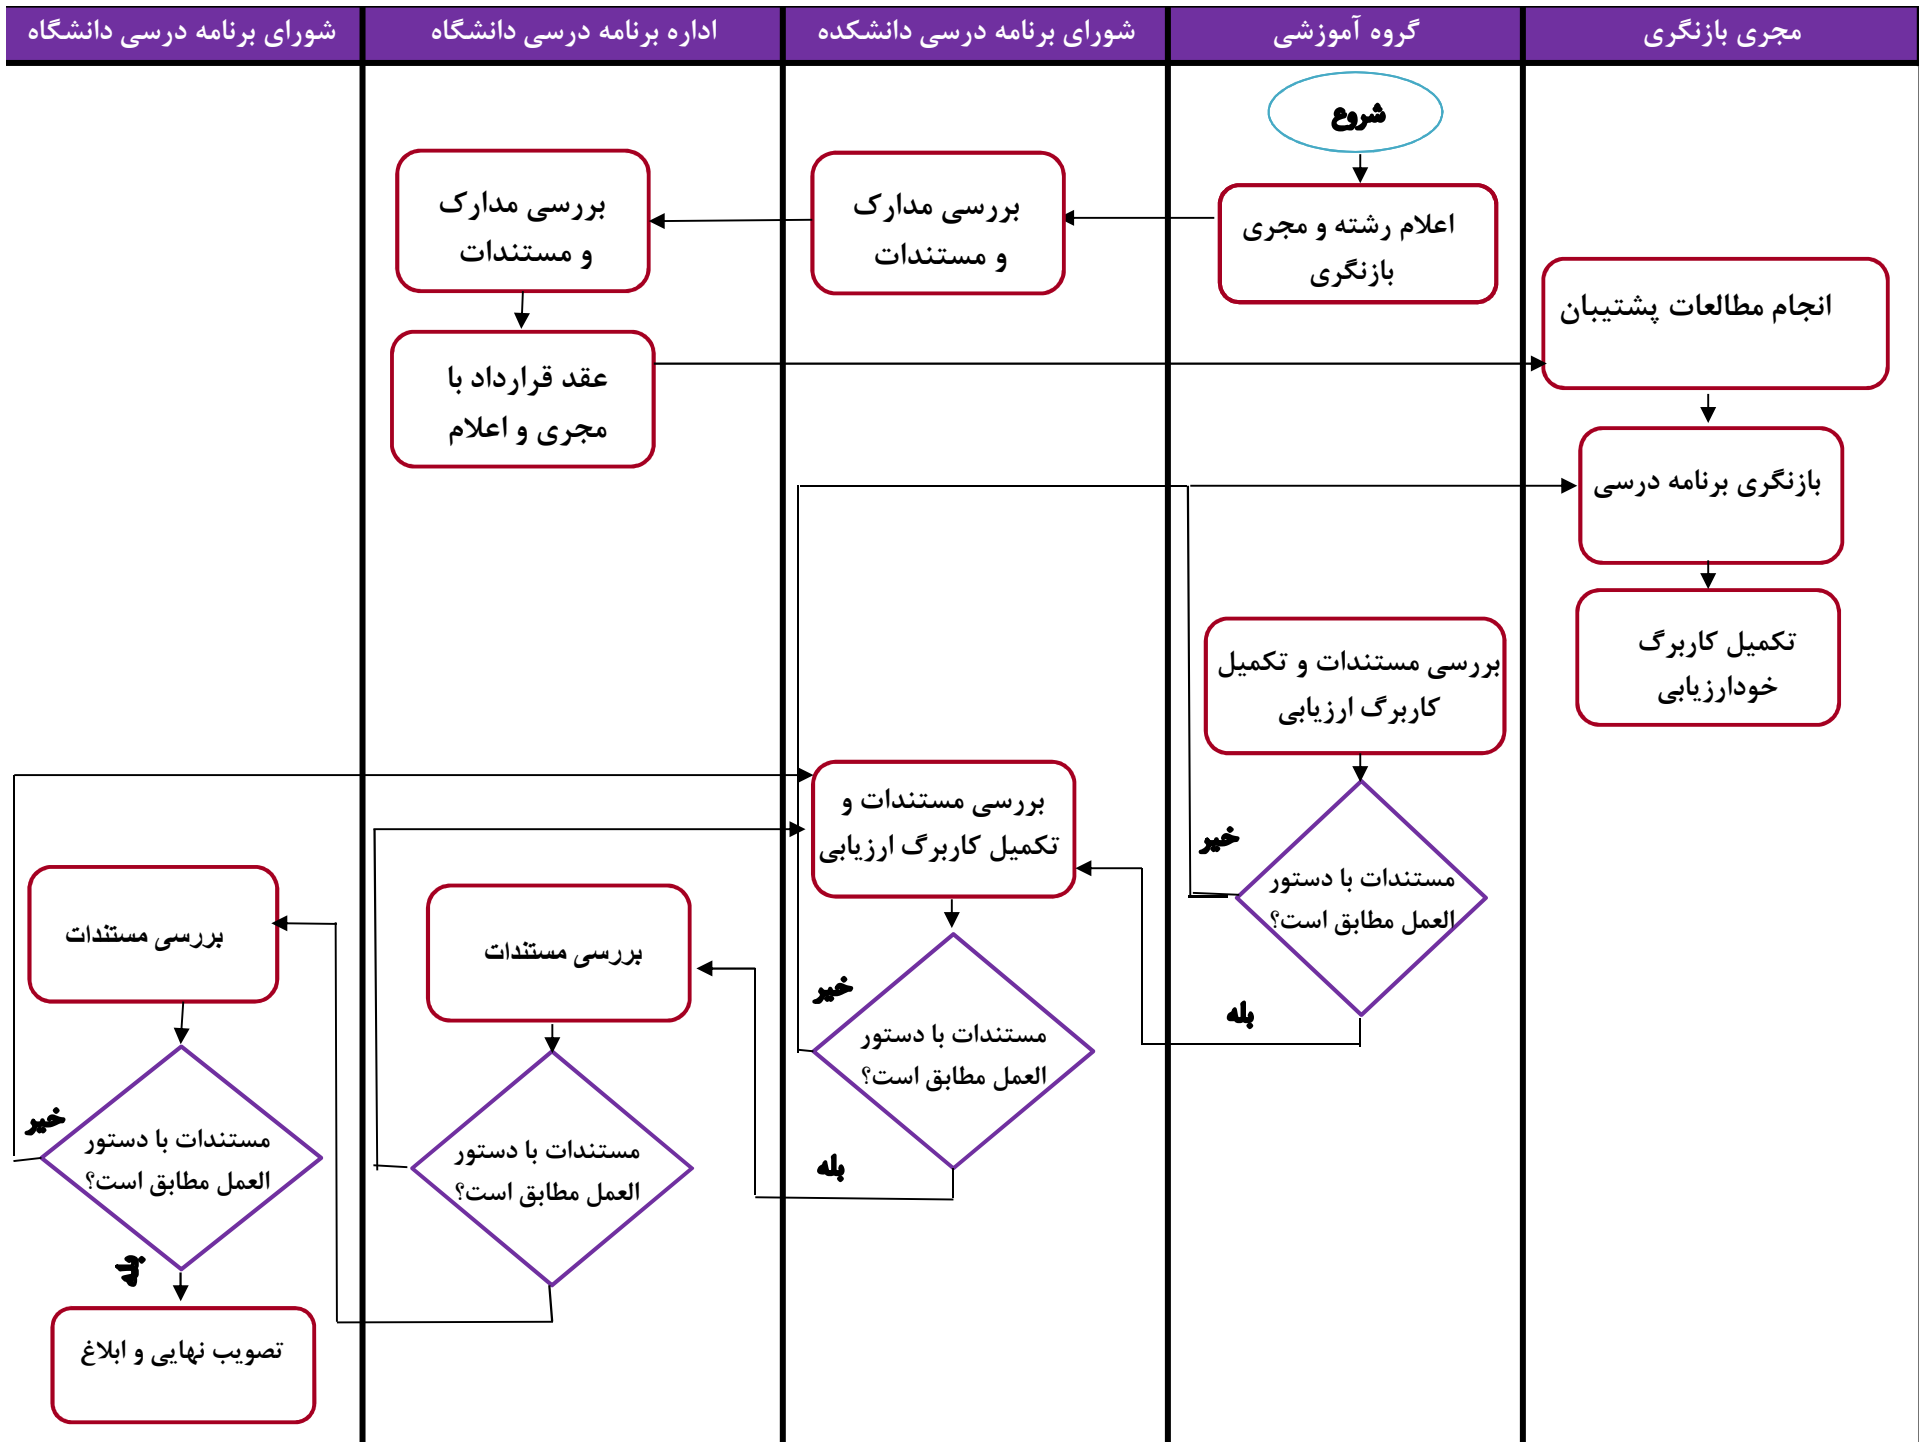 مجری بازنگری
گروه آموزشی
شورای برنامه درسی دانشکده
اداره برنامه درسی دانشگاه
شورای برنامه درسی دانشگاه
شروع
اعلام رشته و مجری
بازنگری
بررسی مدارک
و مستندات
بررسی مدارک
و مستندات
عقد قرارداد با
مجری و اعلام
انجام مطالعات پشتیبان
بازنگری برنامه درسی
تکمیل کاربرگ
خودارزیابی
بررسی مستندات و تکمیل
کاربرگ ارزیابی
خیر
مستندات با دستور
العمل مطابق است؟
بله
بررسی مستندات و
تکمیل کاربرگ ارزیابی
خیر
مستندات با دستور
العمل مطابق است؟
بله
بررسی مستندات
مستندات با دستور
العمل مطابق است؟
بررسی مستندات
خیر
مستندات با دستور
العمل مطابق است؟
بله
تصویب نهایی و ابلاغ